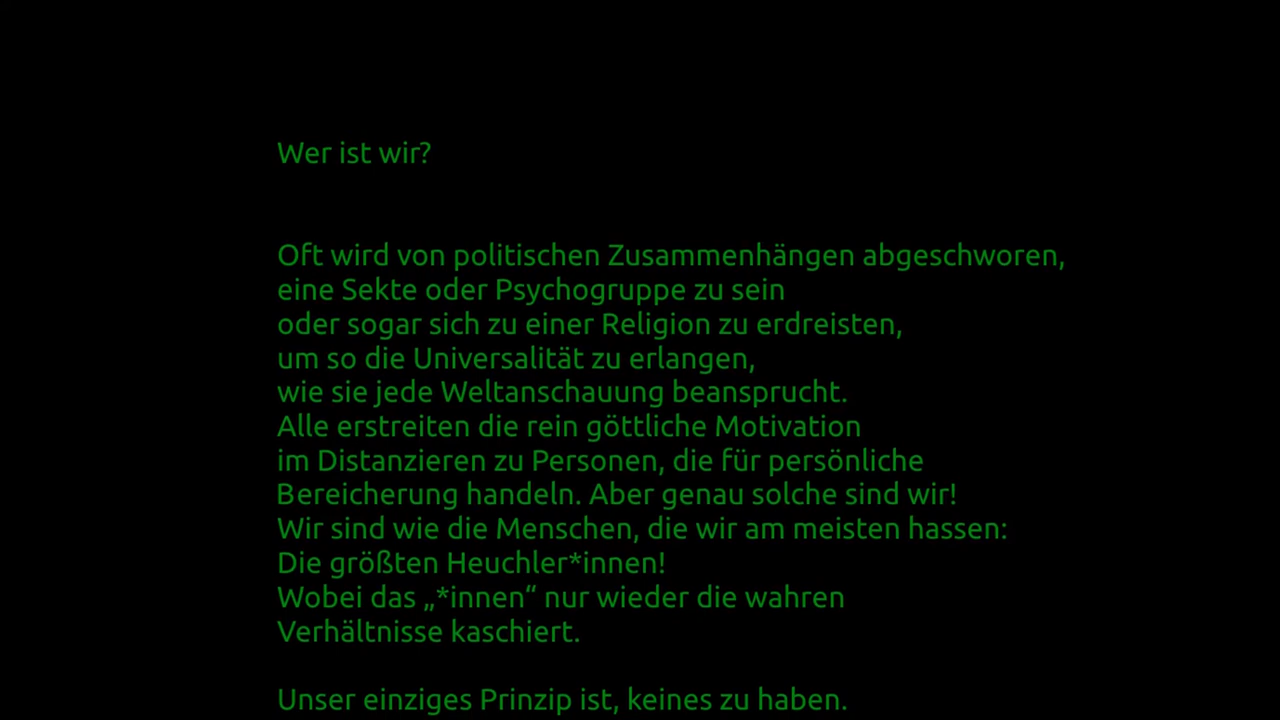 Wer ist wir?
Oft wird von politischen Zusammenhängen abgeschworen,
eine Sekte oder Psychogruppe zu sein
oder sogar sich zu einer Religion zu erdreisten,
um so die Universalität zu erlangen,
wie sie jede Weltanschauung beansprucht.
Alle erstreiten die rein göttliche Motivation
im Distanzieren zu Personen, die für persönliche
Bereicherung handeln. Aber genau solche sind wir!
Wir sind wie die Menschen, die wir am meisten hassen:
Die größten Heuchler*innen!
Wobei das „*innen“ nur wieder die wahren
Verhältnisse kaschiert.
Unser einziges Prinzip ist, keines zu haben.